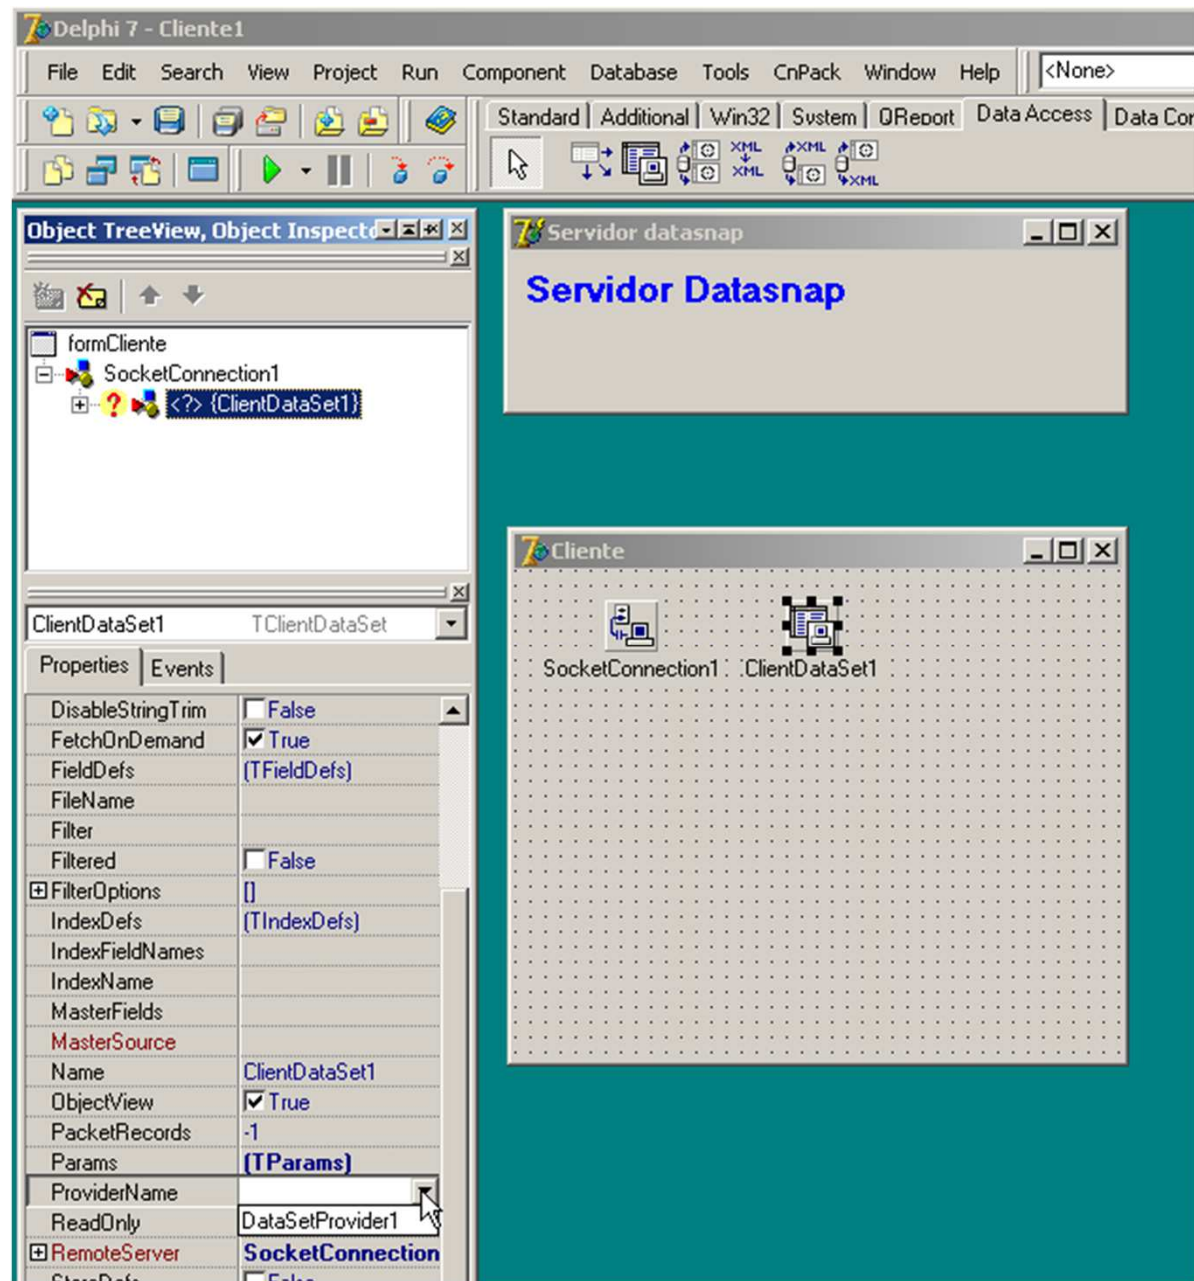 Delphi 7 - Cliente1
File Edit Search View Project Run Component Database Tools CnPack Window Help <None>
Standard Additional Win32 System QReport Data Access Data Con
XML XML
XML XML
Object TreeView, Object Inspecto
formCliente
SocketConnection1
<?> {ClientDataSet1}
ClientDataSet1 TClientDataSet
Properties Events
DisableStringTrim False
FetchOnDemand True
FieldDefs (TFieldDefs)
FileName
Filter
Filtered False
FilterOptions []
IndexDefs (TIndexDefs)
IndexFieldNames
IndexName
MasterFields
MasterSource
Name ClientDataSet1
ObjectView True
PacketRecords -1
Params (TParams)
ProviderName
ReadOnly DataSetProvider1
RemoteServer SocketConnection
StoreDefs False
Servidor datasnap
Servidor Datasnap
Cliente
SocketConnection1 ClientDataSet1